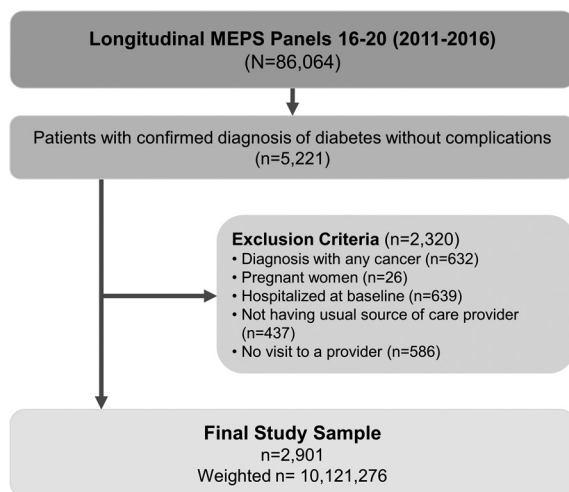 Longitudinal MEPS Panels 16-20 (2011-2016)
(N=86,064)
Patients with confirmed diagnosis of diabetes without complications
(n=5,221)
Exclusion Criteria (n=2,320)
• Diagnosis with any cancer (n=632)
• Pregnant women (n=26)
• Hospitalized at baseline (n=639)
• Not having usual source of care provider
(n=437)
• No visit to a provider (n=586)
Final Study Sample
n=2,901
Weighted n= 10,121,276